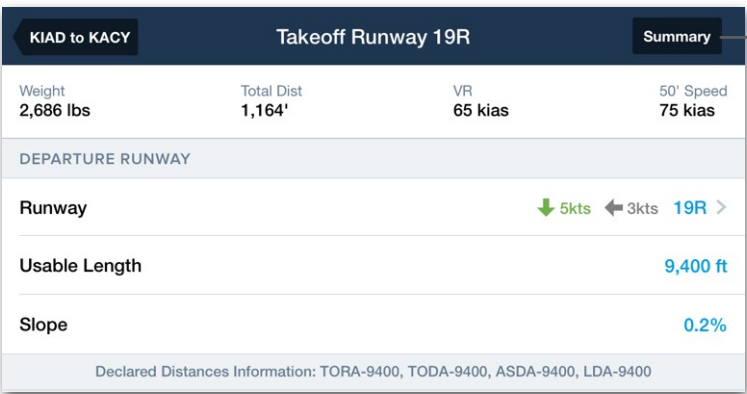 KIAD to KACY Takeoff Runway 19R Summary
Weight Total Dist VR 50' Speed
2,686 lbs 1,164' 65 kias 75 kias
DEPARTURE RUNWAY
Runway 5kts 3kts 19R >
Usable Length 9,400 ft
Slope 0.2%
Declared Distances Information: TORA-9400, TODA-9400, ASDA-9400, LDA-9400